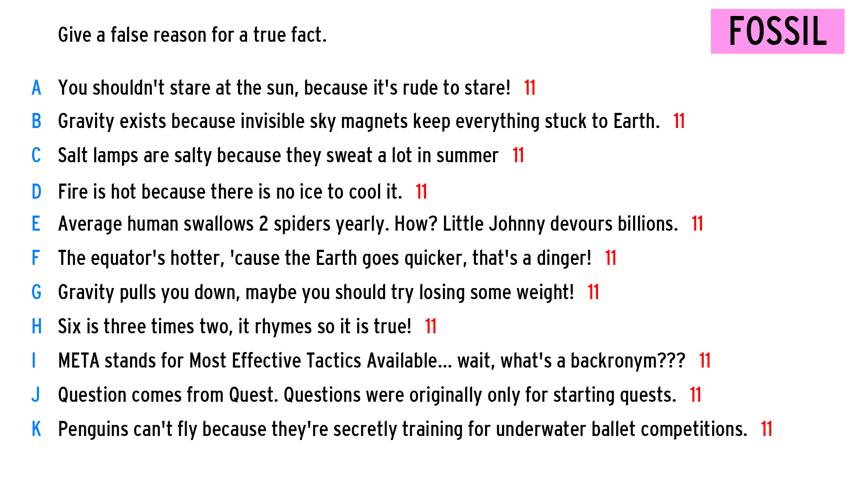 Give a false reason for a true fact.
FOSSIL
A You shouldn't stare at the sun, because it's rude to stare! 11
B Gravity exists because invisible sky magnets keep everything stuck to Earth. 11
C Salt lamps are salty because they sweat a lot in summer 11
D Fire is hot because there is no ice to cool it. 11
E Average human swallows 2 spiders yearly. How? Little Johnny devours billions. 11
F The equator's hotter, 'cause the Earth goes quicker, that's a dinger! 11
G Gravity pulls you down, maybe you should try losing some weight! 11
H Six is three times two, it rhymes so it is true! 11
I META stands for Most Effective Tactics Available... wait, what's a backronym??? 11
J Question comes from Quest. Questions were originally only for starting quests. 11
K Penguins can't fly because they're secretly training for underwater ballet competitions. 11